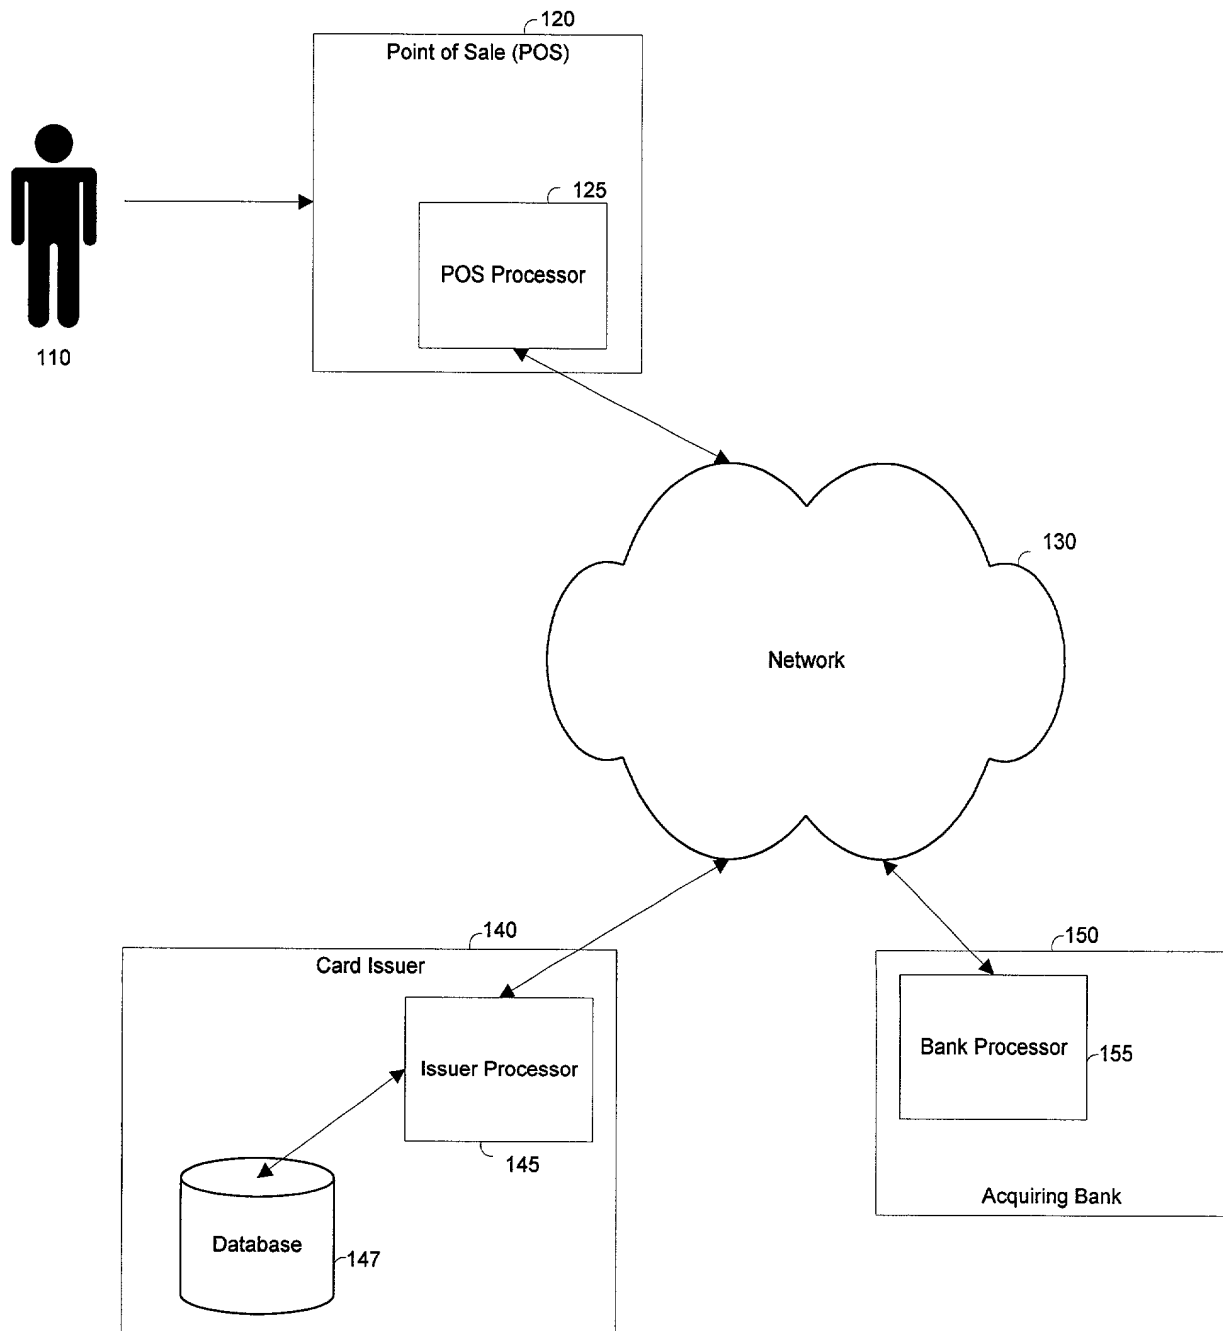 120
Point of Sale (POS)
125
POS Processor
110
130
Network
140
Card Issuer
Issuer Processor
145
Database
147
150
Bank Processor
155
Acquiring Bank